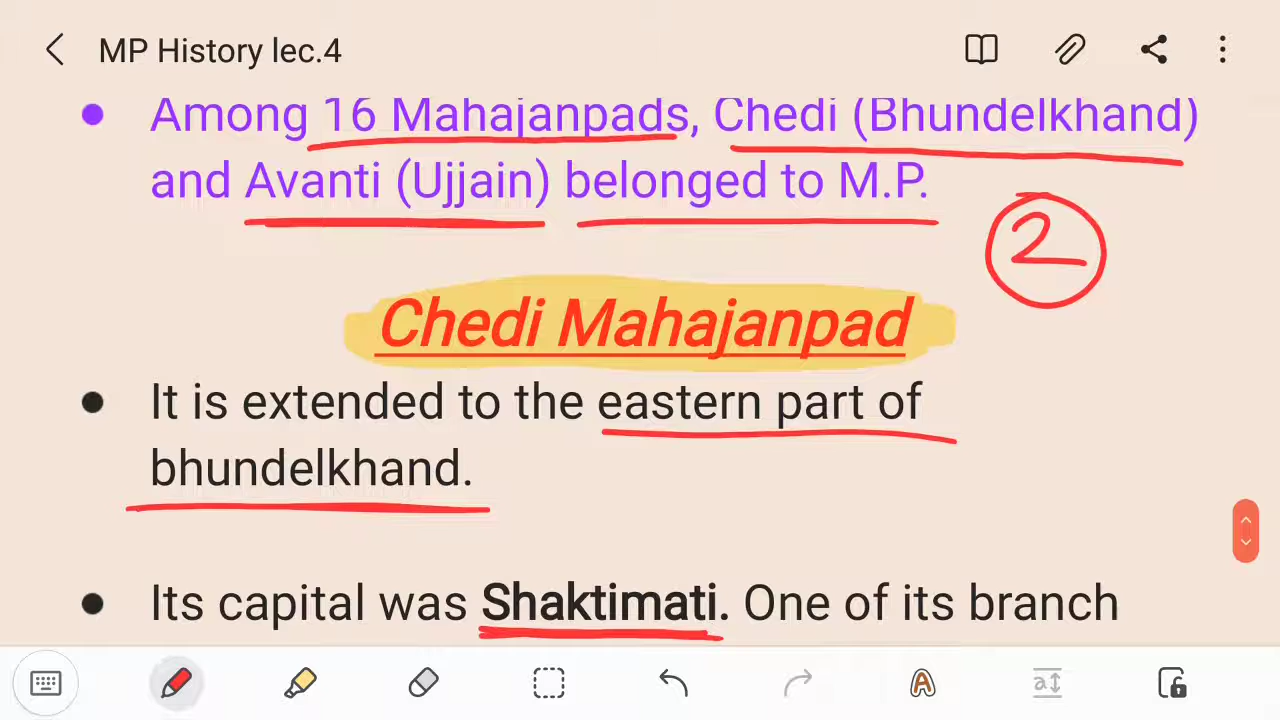 MP History lec.4
Among 16 Mahajanpads, Chedi (Bhundelkhand)
and Avanti (Ujjain) belonged to M.P.
2
Chedi Mahajanpad
It is extended to the eastern part of
bhundelkhand.
Its capital was Shaktimati. One of its branch